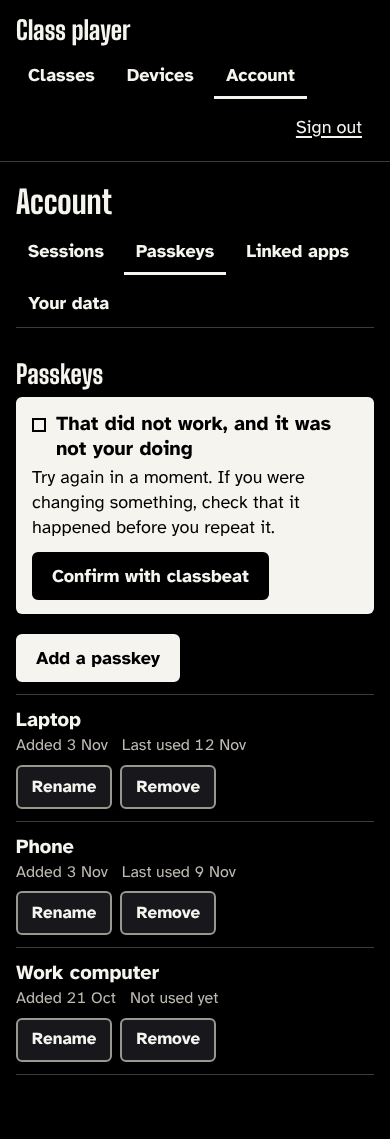 Class player
Classes Devices Account
Sign out
Account
Sessions Passkeys Linked apps
Your data
Passkeys
That did not work, and it was
not your doing
Try again in a moment. If you were
changing something, check that it
happened before you repeat it.
Confirm with classbeat
Add a passkey
Laptop
Added 3 Nov Last used 12 Nov
Rename Remove
Phone
Added 3 Nov Last used 9 Nov
Rename Remove
Work computer
Added 21 Oct Not used yet
Rename Remove